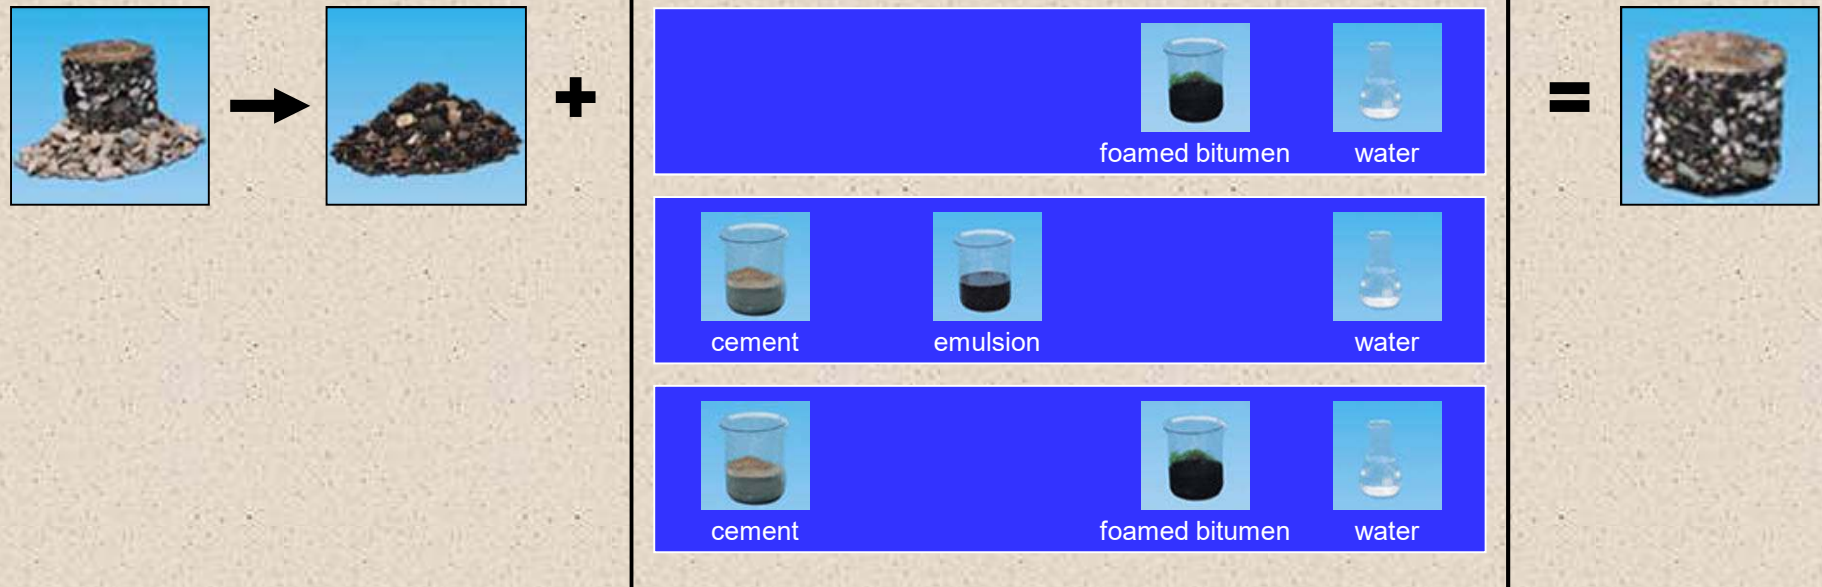 foamed bitumen water
cement emulsion water
cement foamed bitumen water